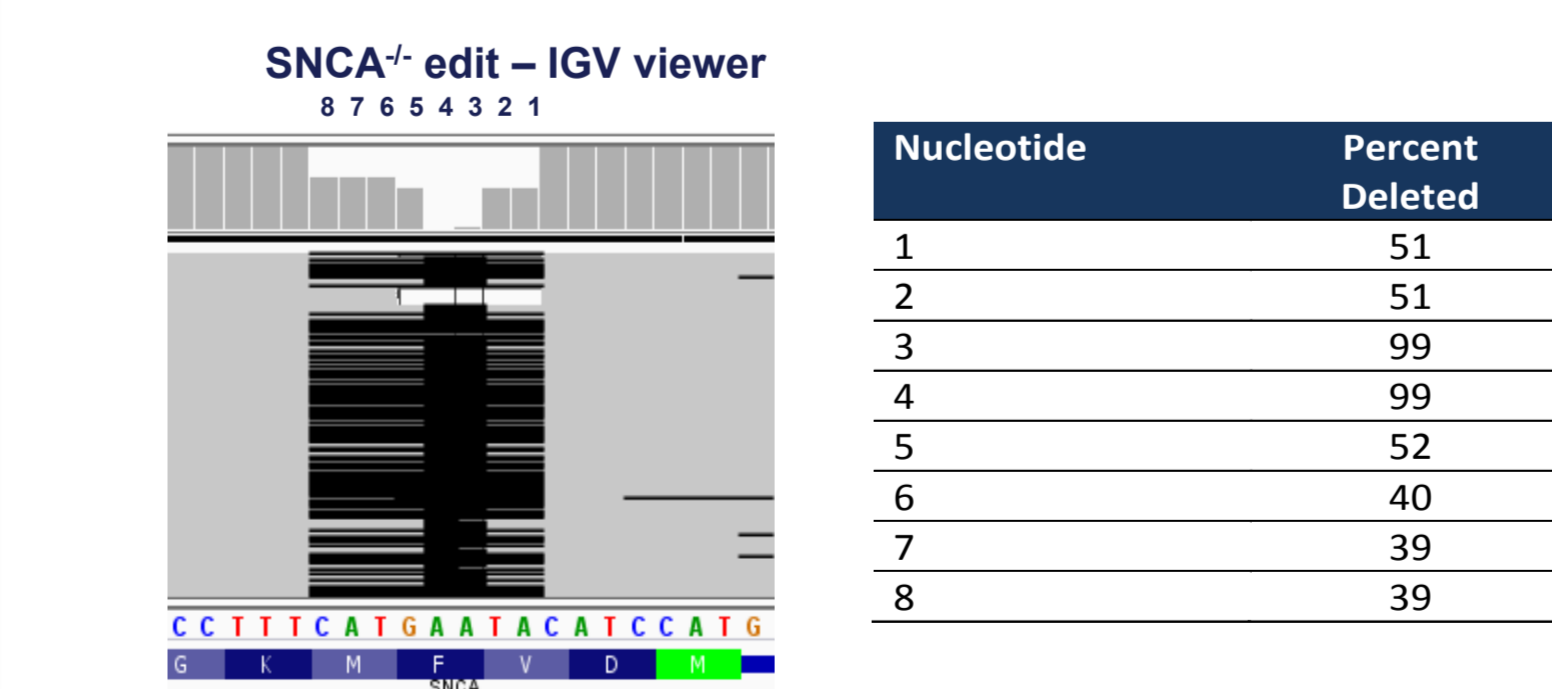 SNCA-/- edit – IGV viewer
8 7 6 5 4 3 2 1
C C T T T C A T G A A T A C A T C C A T G
G K M F V D M
SNCA
Nucleotide Percent Deleted
1 51
2 51
3 99
4 99
5 52
6 40
7 39
8 39